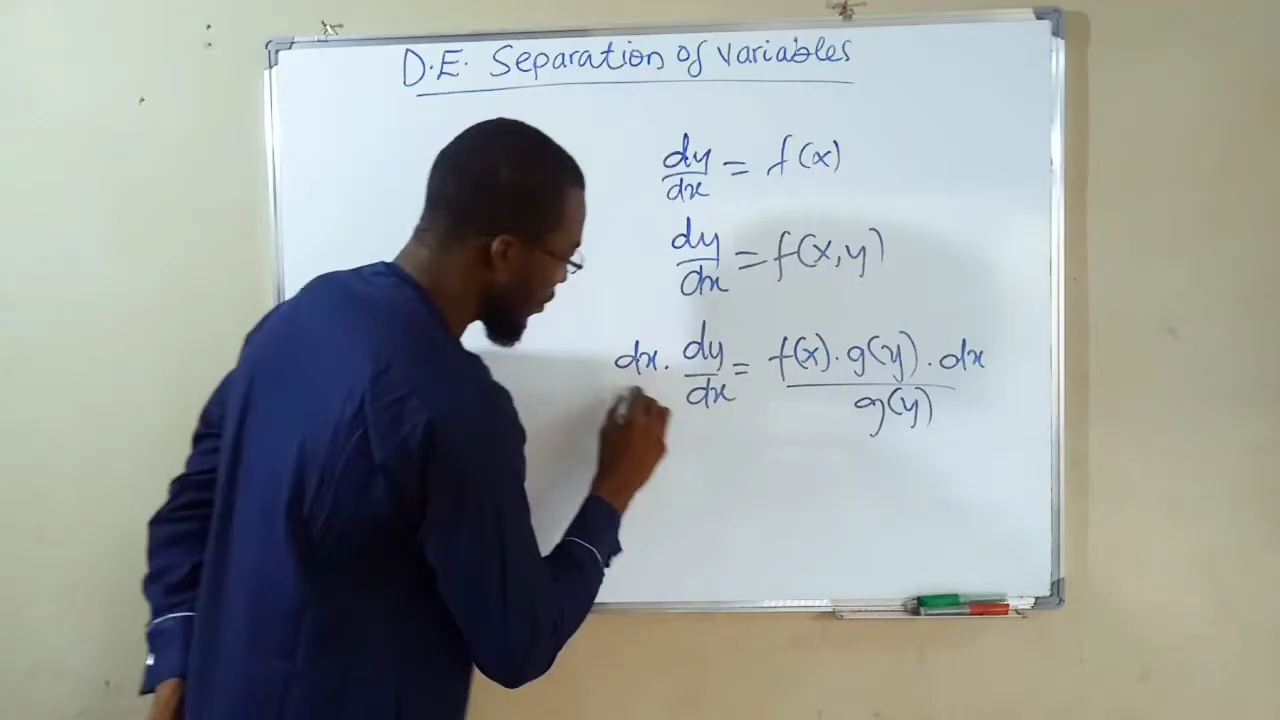 D.E. Separation of variables
dy/dx = f(x)
dy/dx = f(x,y)
dx. dy/dx = f(x).g(y).dx / g(y)